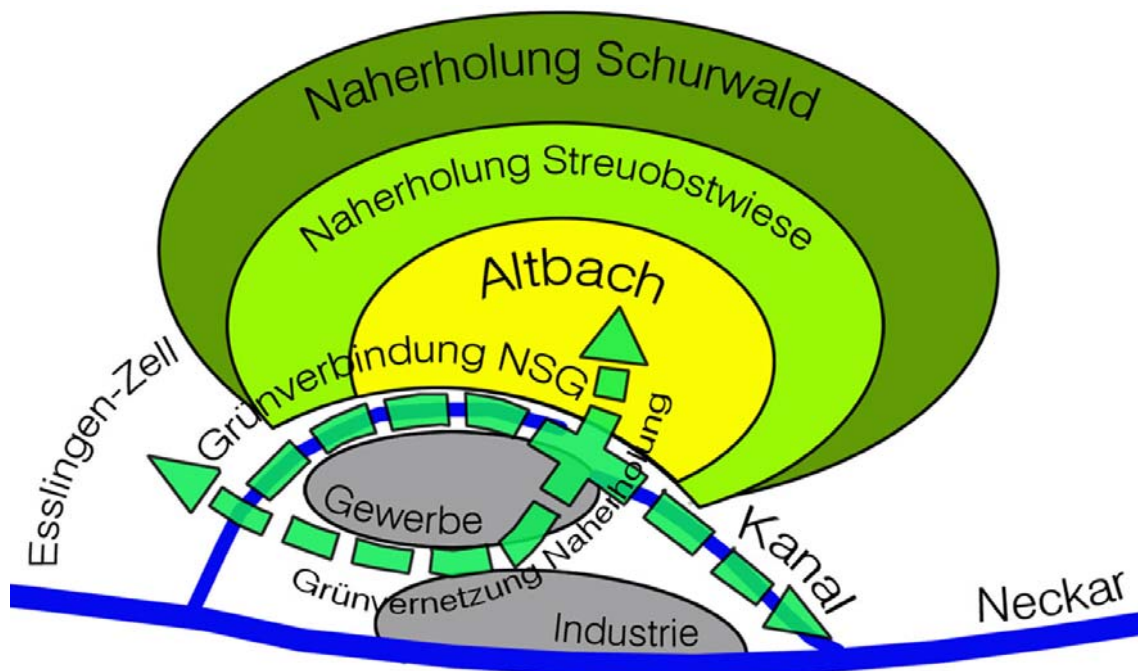 Naherholung Schurwald
Naherholung Streuobstwiese
Altbach
Grünverbindung NSG
Esslingen-Zell
Gewerbe
Grünvernetzung Naherholung
Kanal
Neckar
Industrie